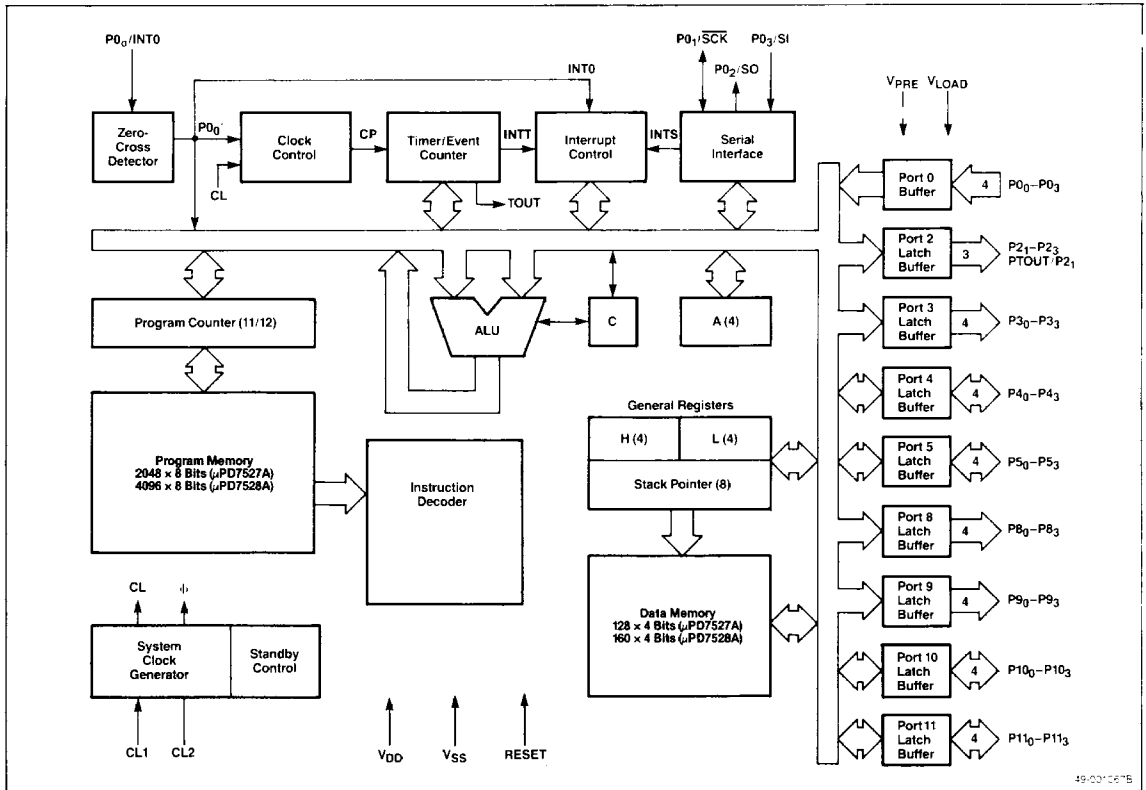 P0₀/INT0
P0₁/S̅C̅K̅
P0₃/SI
P0₂/SO
INT0
V_PRE
V_LOAD
Zero-
Cross
Detector
P0₀
Clock
Control
CL
CP
Timer/Event
Counter
TOUT
INTT
Interrupt
Control
INTS
Serial
Interface
Port 0
Buffer
4
P0₀–P0₃
Port 2
Latch
Buffer
3
P2₁–P2₃
PTOUT/P2₁
Program Counter (11/12)
ALU
C
A (4)
Port 3
Latch
Buffer
4
P3₀–P3₃
Port 4
Latch
Buffer
4
P4₀–P4₃
General Registers
H (4)
L (4)
Stack Pointer (8)
Port 5
Latch
Buffer
4
P5₀–P5₃
Program Memory
2048 × 8 Bits (μPD7527A)
4096 × 8 Bits (μPD7528A)
Instruction
Decoder
Port 8
Latch
Buffer
4
P8₀–P8₃
Port 9
Latch
Buffer
4
P9₀–P9₃
Data Memory
128 × 4 Bits (μPD7527A)
160 × 4 Bits (μPD7528A)
CL
ϕ
System
Clock
Generator
Standby
Control
Port 10
Latch
Buffer
4
P10₀–P10₃
Port 11
Latch
Buffer
4
P11₀–P11₃
CL1
CL2
V_DD
V_SS
RESET